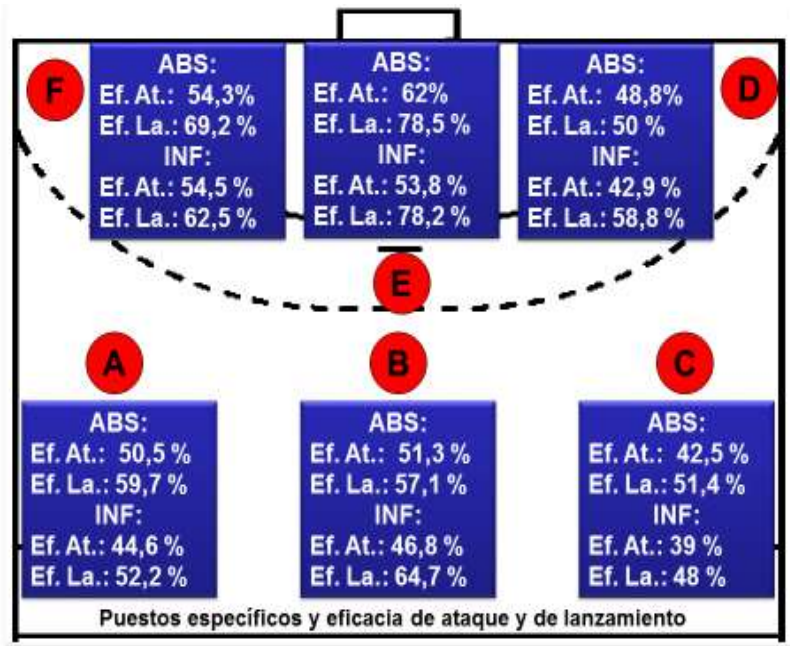 F
ABS:
Ef. At.: 54,3%
Ef. La.: 69,2 %
INF:
Ef. At.: 54,5 %
Ef. La.: 62,5 %
ABS:
Ef. At.: 62%
Ef. La.: 78,5 %
INF:
Ef. At.: 53,8 %
Ef. La.: 78,2 %
ABS:
Ef. At.: 48,8%
Ef. La.: 50 %
INF:
Ef. At.: 42,9 %
Ef. La.: 58,8 %
D
E
A
ABS:
Ef. At.: 50,5 %
Ef. La.: 59,7 %
INF:
Ef. At.: 44,6 %
Ef. La.: 52,2 %
B
ABS:
Ef. At.: 51,3 %
Ef. La.: 57,1 %
INF:
Ef. At.: 46,8 %
Ef. La.: 64,7 %
C
ABS:
Ef. At.: 42,5 %
Ef. La.: 51,4 %
INF:
Ef. At.: 39 %
Ef. La.: 48 %
Puestos específicos y eficacia de ataque y de lanzamiento